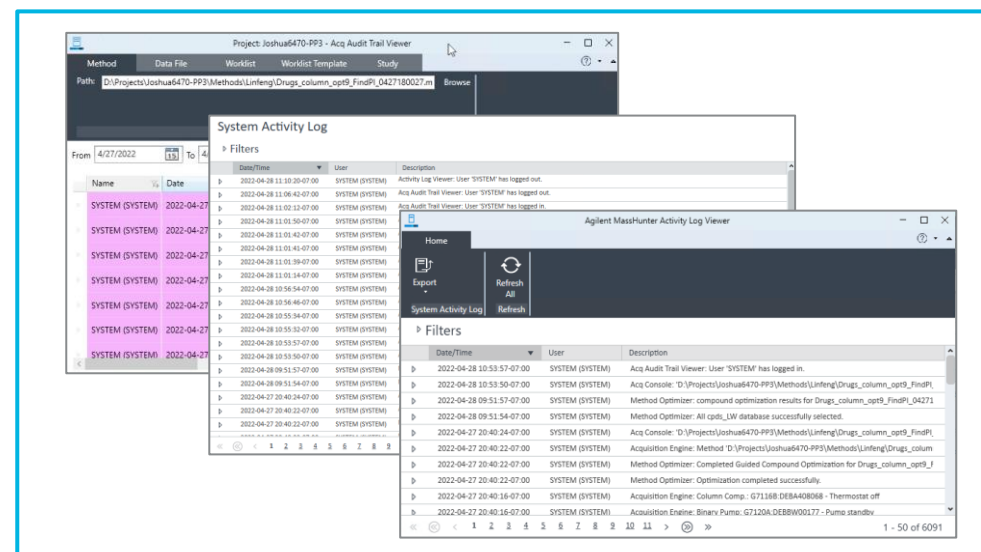 Project: Joshua6470-PP3 - Acq Audit Trail Viewer
Method Data File Worklist Worklist Template Study
Path: D:\Projects\Joshua6470-PP3\Methods\Linfeng\Drugs_column_opt9_FindPI_0427180027.m Browse
From 4/27/2022 15 To 4/
Name Date
SYSTEM (SYSTEM) 2022-04-27
SYSTEM (SYSTEM) 2022-04-27
SYSTEM (SYSTEM) 2022-04-27
SYSTEM (SYSTEM) 2022-04-27
SYSTEM (SYSTEM) 2022-04-27
SYSTEM (SYSTEM) 2022-04-27
SYSTEM (SYSTEM) 2022-04-27
System Activity Log
Filters
Date/Time User Description
2022-04-28 11:10:20-07:00 SYSTEM (SYSTEM) Activity Log Viewer: User 'SYSTEM' has logged out.
2022-04-28 11:06:42-07:00 SYSTEM (SYSTEM) Acq Audit Trail Viewer: User 'SYSTEM' has logged out.
2022-04-28 11:02:12-07:00 SYSTEM (SYSTEM) Acq Audit Trail Viewer: User 'SYSTEM' has logged in.
2022-04-28 11:01:50-07:00 SYSTEM (SYSTEM)
2022-04-28 11:01:42-07:00 SYSTEM (SYSTEM)
2022-04-28 11:01:41-07:00 SYSTEM (SYSTEM)
2022-04-28 11:01:39-07:00 SYSTEM (SYSTEM)
2022-04-28 11:01:14-07:00 SYSTEM (SYSTEM)
2022-04-28 10:56:54-07:00 SYSTEM (SYSTEM)
2022-04-28 10:56:46-07:00 SYSTEM (SYSTEM)
2022-04-28 10:55:34-07:00 SYSTEM (SYSTEM)
2022-04-28 10:55:32-07:00 SYSTEM (SYSTEM)
2022-04-28 10:53:57-07:00 SYSTEM (SYSTEM)
2022-04-28 10:53:50-07:00 SYSTEM (SYSTEM)
2022-04-28 09:51:57-07:00 SYSTEM (SYSTEM)
2022-04-28 09:51:54-07:00 SYSTEM (SYSTEM)
2022-04-27 20:40:24-07:00 SYSTEM (SYSTEM)
2022-04-27 20:40:22-07:00 SYSTEM (SYSTEM)
2022-04-27 20:40:22-07:00 SYSTEM (SYSTEM)
1 2 3 4 5 6 7 8 9
Agilent MassHunter Activity Log Viewer
Home
Export Refresh All
System Activity Log Refresh
Filters
Date/Time User Description
2022-04-28 10:53:57-07:00 SYSTEM (SYSTEM) Acq Audit Trail Viewer: User 'SYSTEM' has logged in.
2022-04-28 10:53:50-07:00 SYSTEM (SYSTEM) Acq Console: 'D:\Projects\Joshua6470-PP3\Methods\Linfeng\Drugs_column_opt9_FindPI_
2022-04-28 09:51:57-07:00 SYSTEM (SYSTEM) Method Optimizer: compound optimization results for Drugs_column_opt9_FindPI_04271
2022-04-28 09:51:54-07:00 SYSTEM (SYSTEM) Method Optimizer: All cpds_LW database successfully selected.
2022-04-27 20:40:24-07:00 SYSTEM (SYSTEM) Acq Console: 'D:\Projects\Joshua6470-PP3\Methods\Linfeng\Drugs_column_opt9_FindPI_
2022-04-27 20:40:22-07:00 SYSTEM (SYSTEM) Acquisition Engine: Method 'D:\Projects\Joshua6470-PP3\Methods\Linfeng\Drugs_colum
2022-04-27 20:40:22-07:00 SYSTEM (SYSTEM) Method Optimizer: Completed Guided Compound Optimization for Drugs_column_opt9_F
2022-04-27 20:40:22-07:00 SYSTEM (SYSTEM) Method Optimizer: Optimization completed successfully.
2022-04-27 20:40:16-07:00 SYSTEM (SYSTEM) Acquisition Engine: Column Comp.: G7116B:DEBA408068 - Thermostat off
2022-04-27 20:40:16-07:00 SYSTEM (SYSTEM) Acquisition Engine: Binary Pump: G7120A:DEBBW00177 - Pump standby
1 2 3 4 5 6 7 8 9 10 11 1 - 50 of 6091